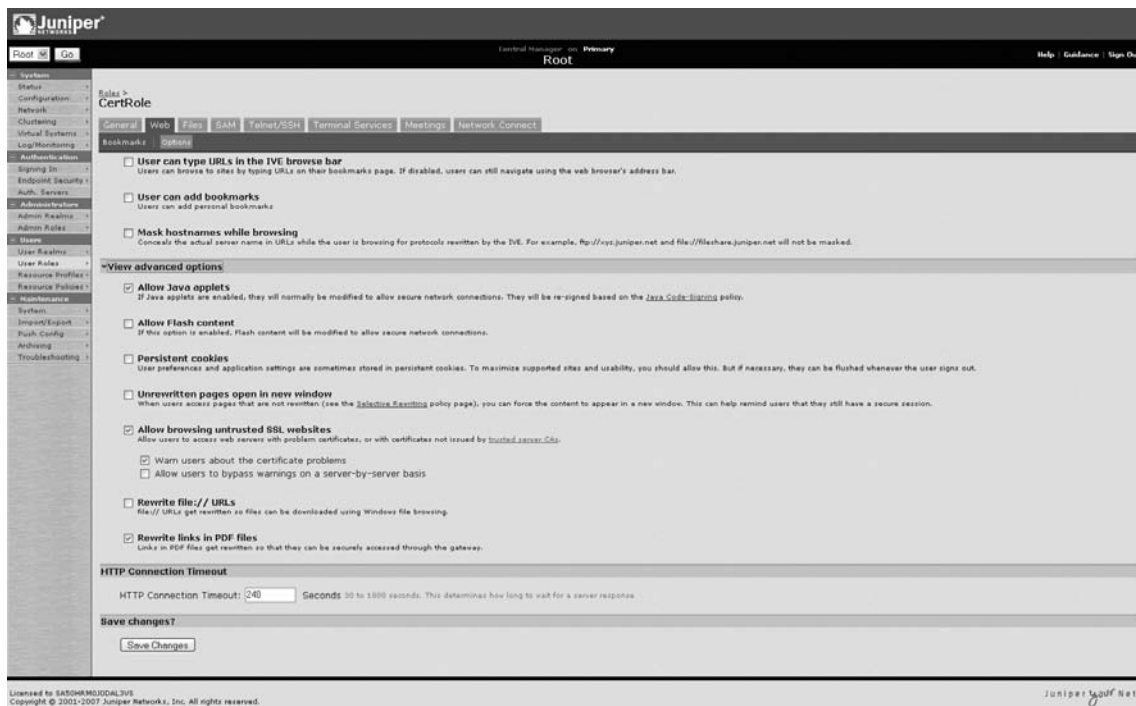 Juniper
NETWORKS
Root Go
Central Manager on Primary
Root
Help | Guidance | Sign Ou
System
Status
Configuration
Network
Clustering
Virtual Systems
Log/Monitoring
Authentication
Signing In
Endpoint Security
Auth. Servers
Administrators
Admin Realms
Admin Roles
Users
User Realms
User Roles
Resource Profiles
Resource Policies
Maintenance
System
Import/Export
Push Config
Archiving
Troubleshooting
Roles >
CertRole
General Web Files SAM Telnet/SSH Terminal Services Meetings Network Connect
Bookmarks | Options
User can type URLs in the IVE browse bar
Users can browse to sites by typing URLs on their bookmarks page. If disabled, users can still navigate using the web browser's address bar.
User can add bookmarks
Users can add personal bookmarks
Mask hostnames while browsing
Conceals the actual server name in URLs while the user is browsing for protocols rewritten by the IVE. For example, ftp://xyz.juniper.net and file://fileshare.juniper.net will not be masked.
View advanced options
Allow Java applets
If Java applets are enabled, they will normally be modified to allow secure network connections. They will be re-signed based on the Java Code-Signing policy.
Allow Flash content
If this option is enabled, Flash content will be modified to allow secure network connections.
Persistent cookies
User preferences and application settings are sometimes stored in persistent cookies. To maximize supported sites and usability, you should allow this. But if necessary, they can be flushed whenever the user signs out.
Unrewritten pages open in new window
When users access pages that are not rewritten (see the Selective Rewriting policy page), you can force the content to appear in a new window. This can help remind users that they still have a secure session.
Allow browsing untrusted SSL websites
Allow users to access web servers with problem certificates, or with certificates not issued by trusted server CAs.
Warn users about the certificate problems
Allow users to bypass warnings on a server-by-server basis
Rewrite file:// URLs
file:// URLs get rewritten so files can be downloaded using Windows file browsing.
Rewrite links in PDF files
Links in PDF files get rewritten so that they can be securely accessed through the gateway.
HTTP Connection Timeout
HTTP Connection Timeout: 240 Seconds 30 to 1800 seconds. This determines how long to wait for a server response
Save changes?
Save Changes
Licensed to
Copyright © 2001-2007 Juniper Networks, Inc. All rights reserved.
Juniper your Net